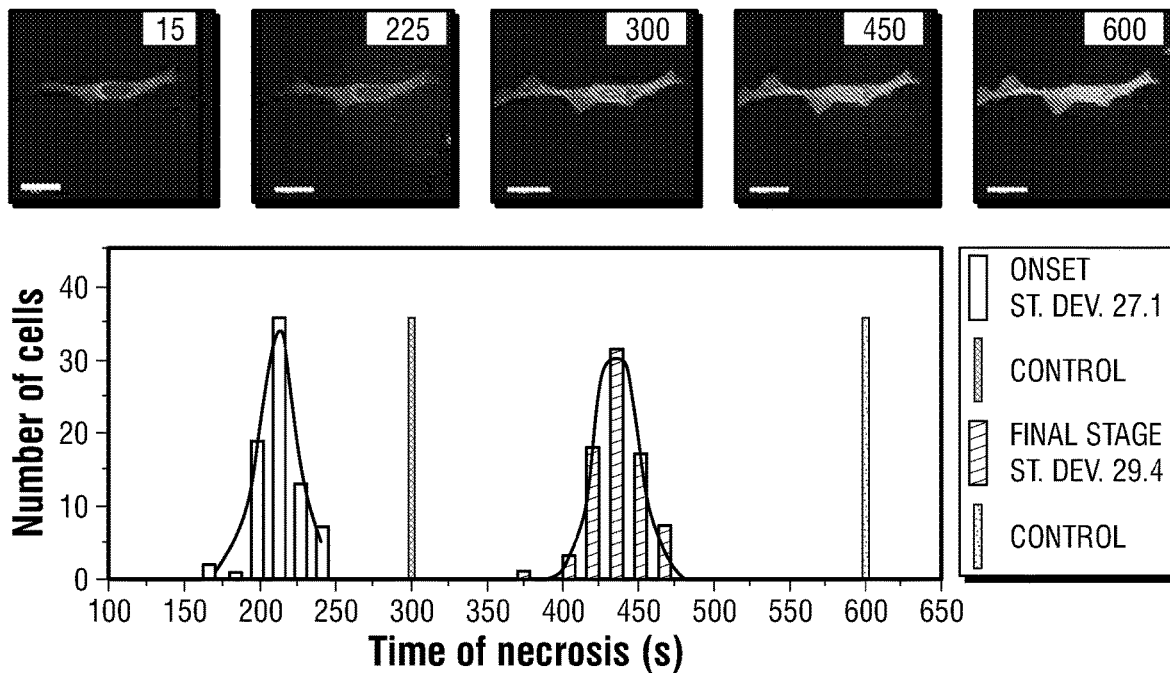 15
225
300
450
600
Number of cells
40
30
20
10
0
100 150 200 250 300 350 400 450 500 550 600 650
Time of necrosis (s)
ONSET
ST. DEV. 27.1
CONTROL
FINAL STAGE
ST. DEV. 29.4
CONTROL